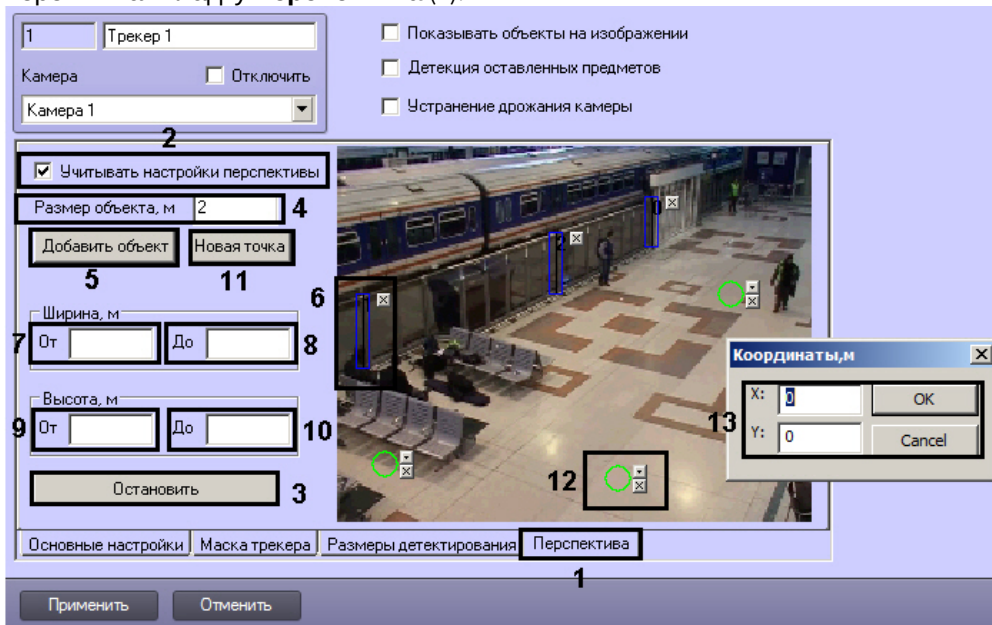 1 Трекер 1
Показывать объекты на изображении
Камера Отключить
Детекция оставленных предметов
Камера 1
Устранение дрожания камеры
2
Учитывать настройки перспективы
Размер объекта, м 2 4
Добавить объект Новая точка
5 11
6
Ширина, м
7 От До 8
Координаты,м
X: 0 OK
13
Y: 0 Cancel
Высота, м
9 От До 10
12
Остановить 3
Основные настройки Маска трекера Размеры детектирования Перспектива
1
Применить Отменить